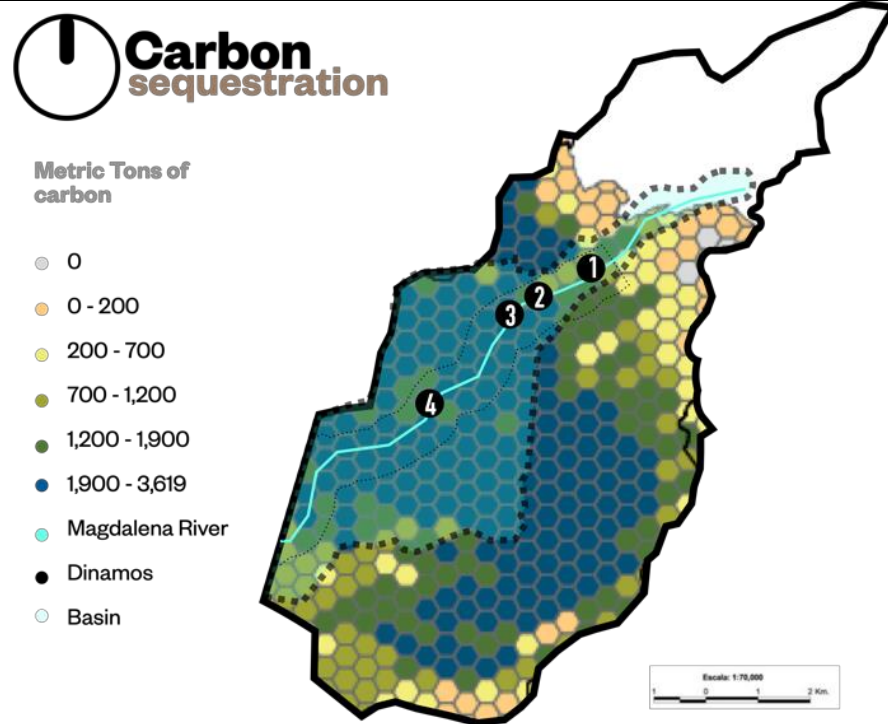 Carbon
sequestration
Metric Tons of
carbon
0
0 - 200
200 - 700
700 - 1,200
1,200 - 1,900
1,900 - 3,619
Magdalena River
Dinamos
Basin
1
2
3
4
Escala: 1:70,000
1 0 1 2 Km.